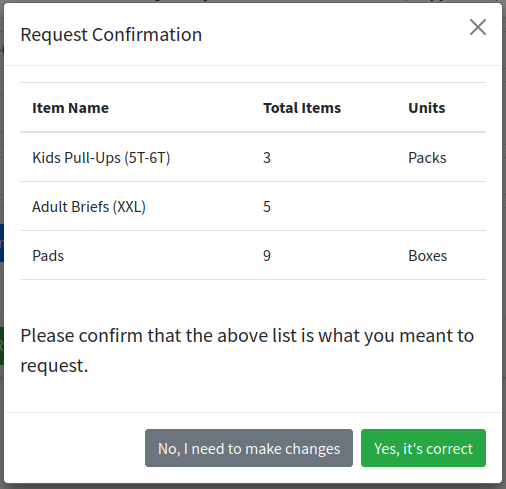 Request Confirmation
Item Name Total Items Units
Kids Pull-Ups (5T-6T) 3 Packs
Adult Briefs (XXL) 5
Pads 9 Boxes
Please confirm that the above list is what you meant to
request.
No, I need to make changes Yes, it's correct